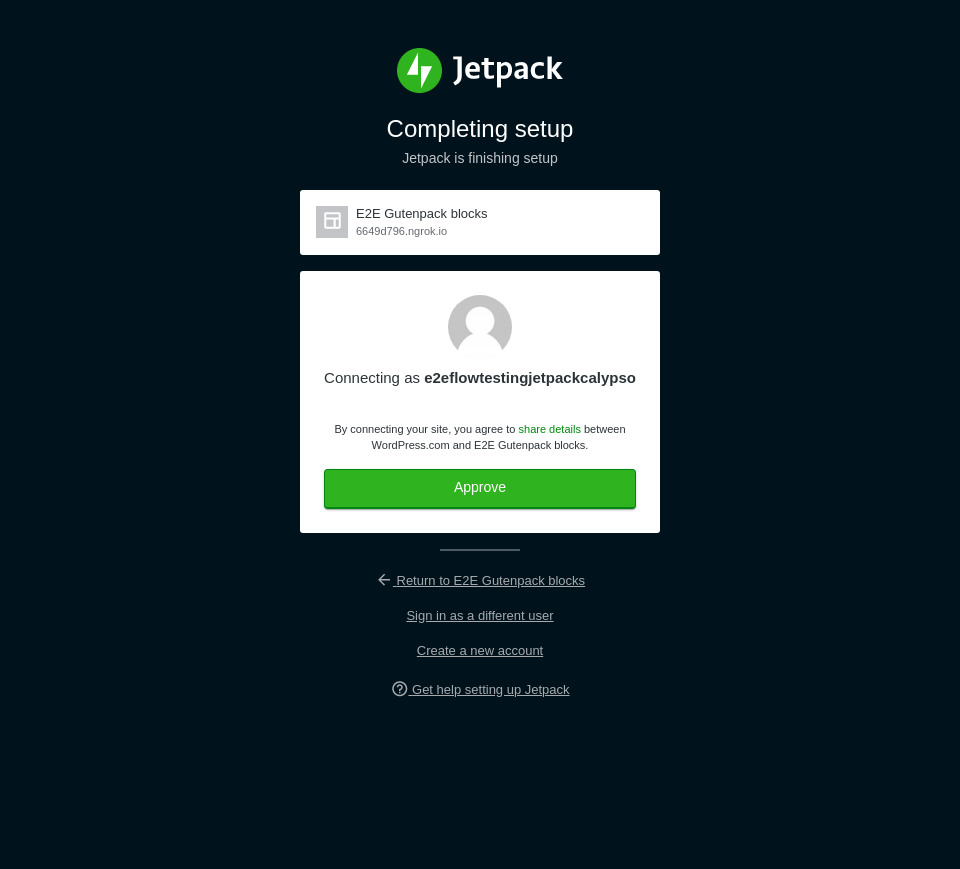 Jetpack
Completing setup
Jetpack is finishing setup
E2E Gutenpack blocks
6649d796.ngrok.io
Connecting as e2eflowtestingjetpackcalypso
By connecting your site, you agree to share details between
WordPress.com and E2E Gutenpack blocks.
Approve
Return to E2E Gutenpack blocks
Sign in as a different user
Create a new account
Get help setting up Jetpack